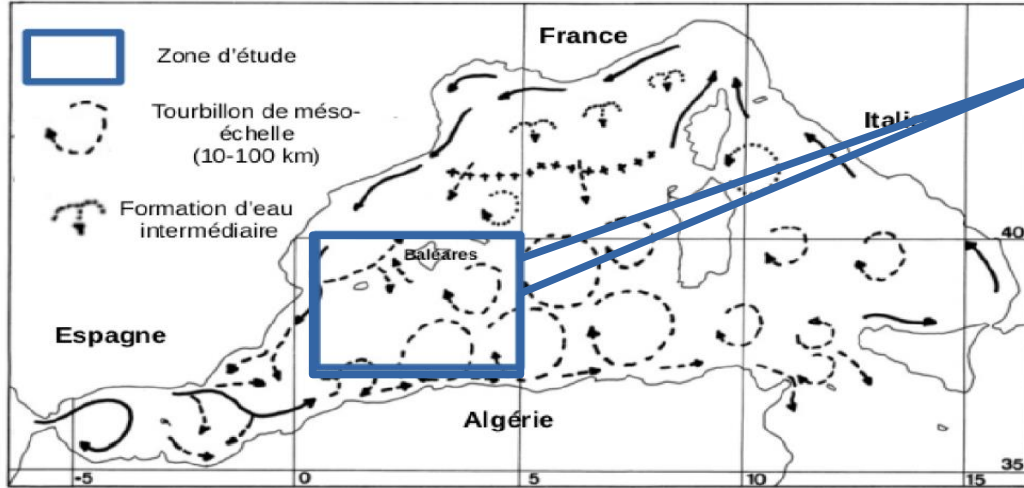 France
Zone d'étude
Tourbillon de méso-
échelle
(10-100 km)
Italie
Formation d'eau
intermédiaire
40
Baléares
Espagne
Algérie
35
-5
0
5
10
15